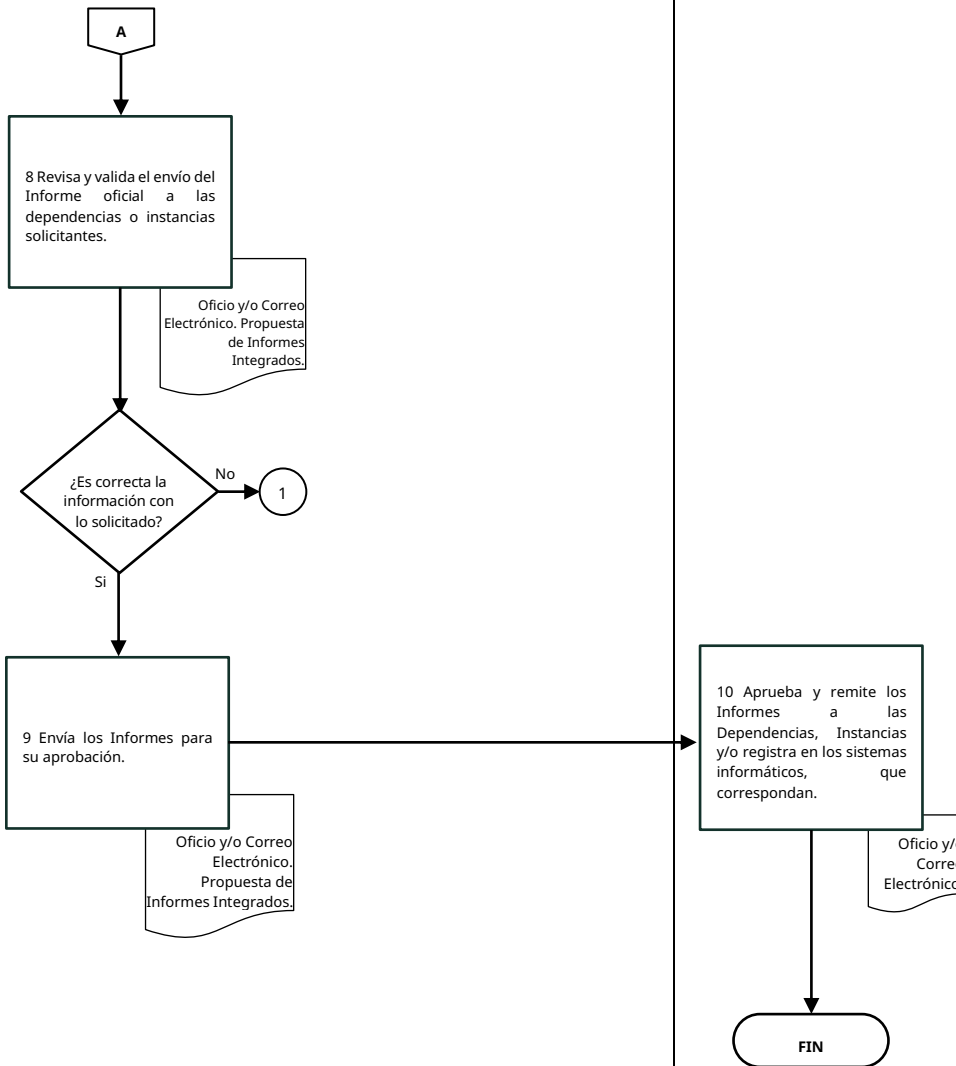 A
8 Revisa y valida el envío del
Informe oficial a las
dependencias o instancias
solicitantes.
Oficio y/o Correo
Electrónico. Propuesta
de Informes
Integrados.
¿Es correcta la
información con
lo solicitado?
No
1
Si
9 Envía los Informes para
su aprobación.
Oficio y/o Correo
Electrónico.
Propuesta de
Informes Integrados.
10 Aprueba y remite los
Informes a las
Dependencias, Instancias
y/o registra en los sistemas
informáticos, que
correspondan.
Oficio y/
Corre
Electrónico
FIN